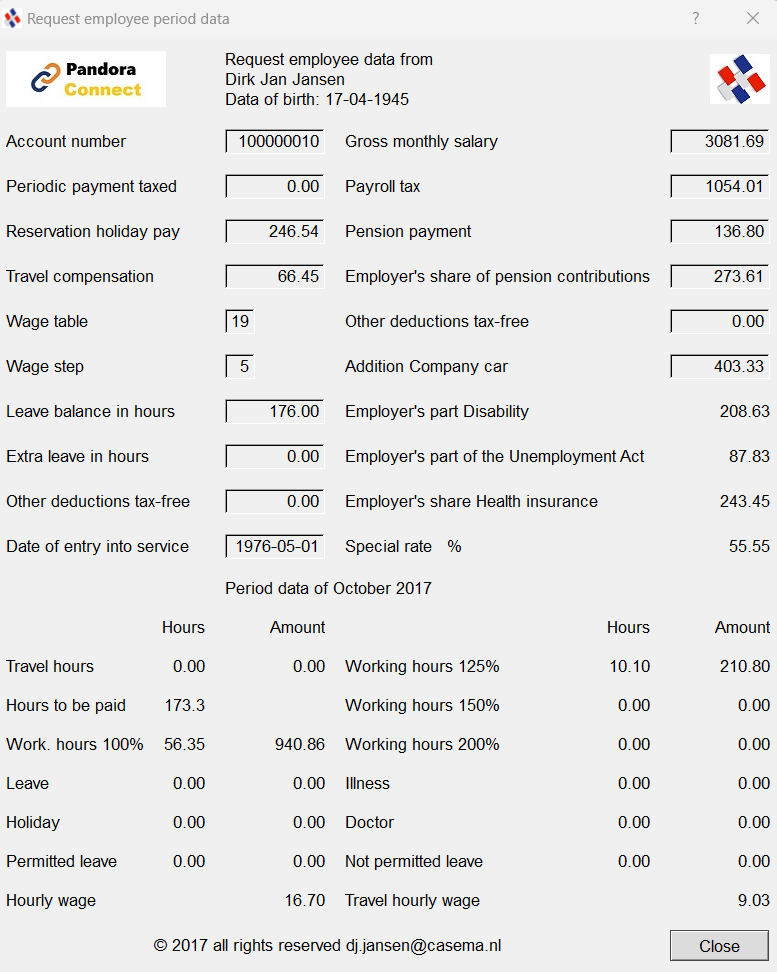 Request employee period data ? ×
Pandora
Connect
Request employee data from
Dirk Jan Jansen
Data of birth: 17-04-1945
Account number 100000010 Gross monthly salary 3081.69
Periodic payment taxed 0.00 Payroll tax 1054.01
Reservation holiday pay 246.54 Pension payment 136.80
Travel compensation 66.45 Employer's share of pension contributions 273.61
Wage table 19 Other deductions tax-free 0.00
Wage step 5 Addition Company car 403.33
Leave balance in hours 176.00 Employer's part Disability 208.63
Extra leave in hours 0.00 Employer's part of the Unemployment Act 87.83
Other deductions tax-free 0.00 Employer's share Health insurance 243.45
Date of entry into service 1976-05-01 Special rate % 55.55
Period data of October 2017
Hours Amount Hours Amount
Travel hours 0.00 0.00 Working hours 125% 10.10 210.80
Hours to be paid 173.3 Working hours 150% 0.00 0.00
Work. hours 100% 56.35 940.86 Working hours 200% 0.00 0.00
Leave 0.00 0.00 Illness 0.00 0.00
Holiday 0.00 0.00 Doctor 0.00 0.00
Permitted leave 0.00 0.00 Not permitted leave 0.00 0.00
Hourly wage 16.70 Travel hourly wage 9.03
© 2017 all rights reserved dj.jansen@casema.nl Close